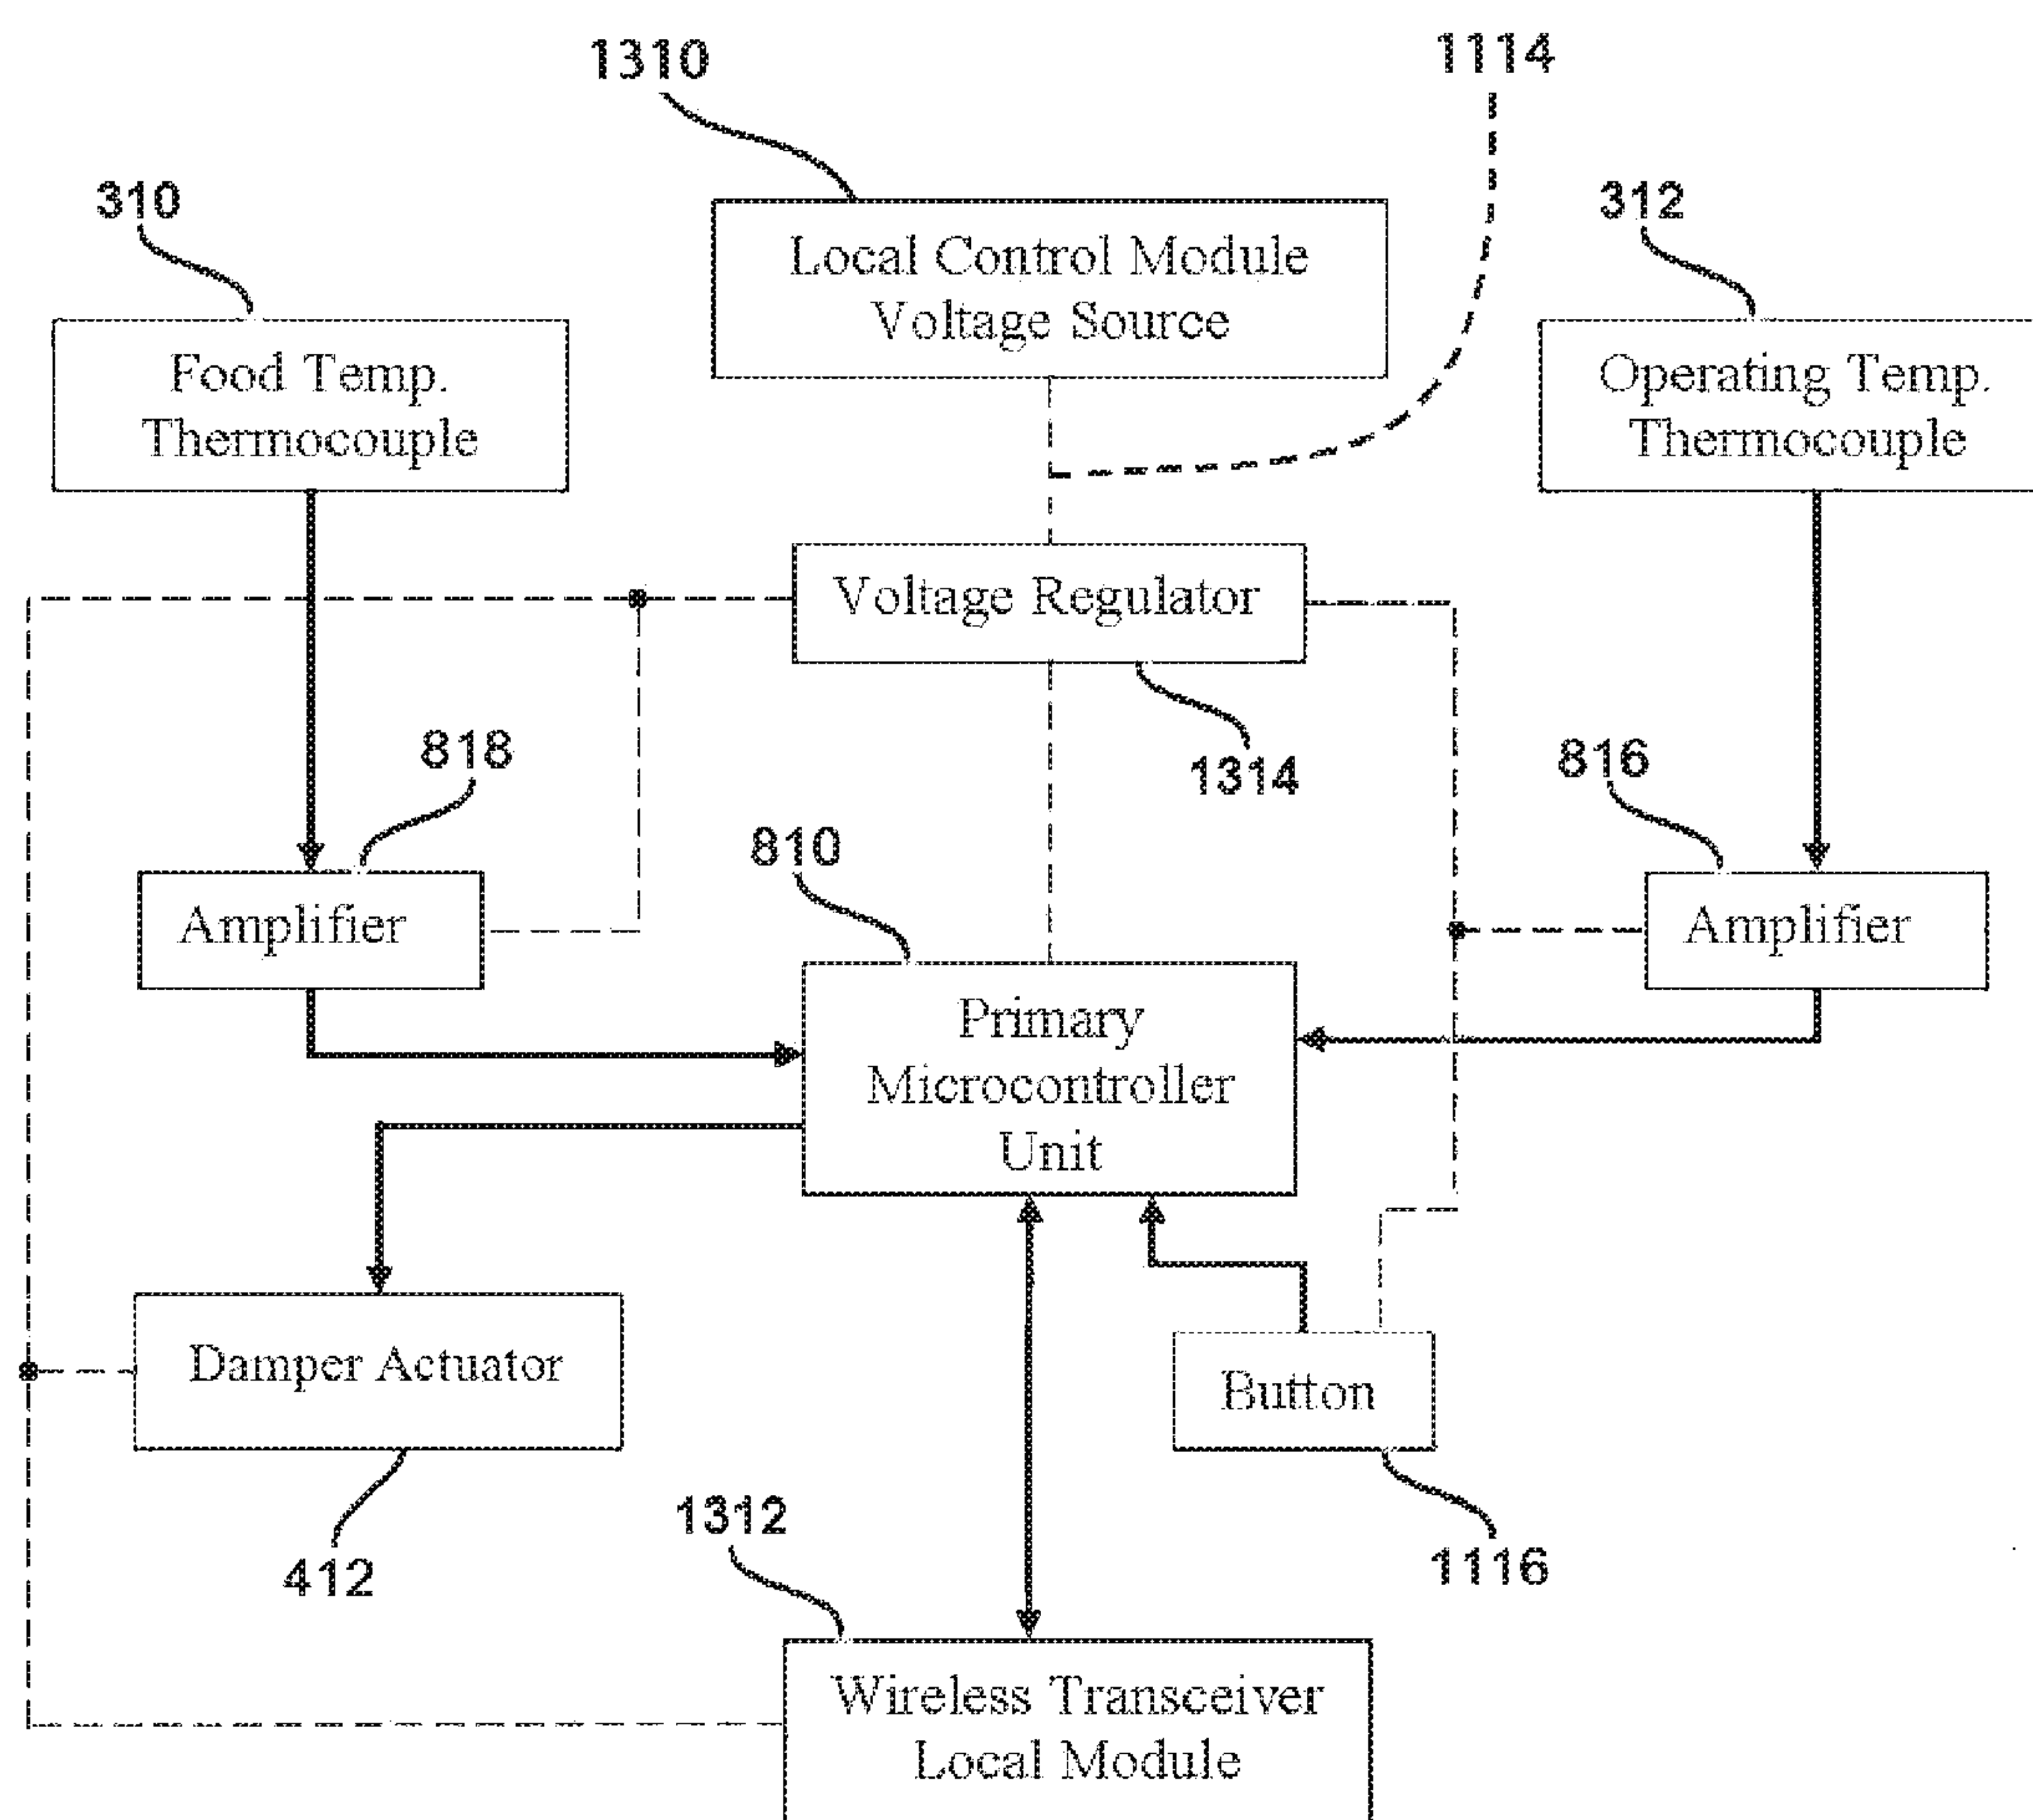 1310
1114
310
312
Local Control Module
Voltage Source
Food Temp.
Thermocouple
Operating Temp.
Thermocouple
Voltage Regulator
818
1314
816
810
Amplifier
Amplifier
Primary
Microcontroller
Unit
Damper Actuator
Button
1312
412
1116
Wireless Transceiver
Local Module